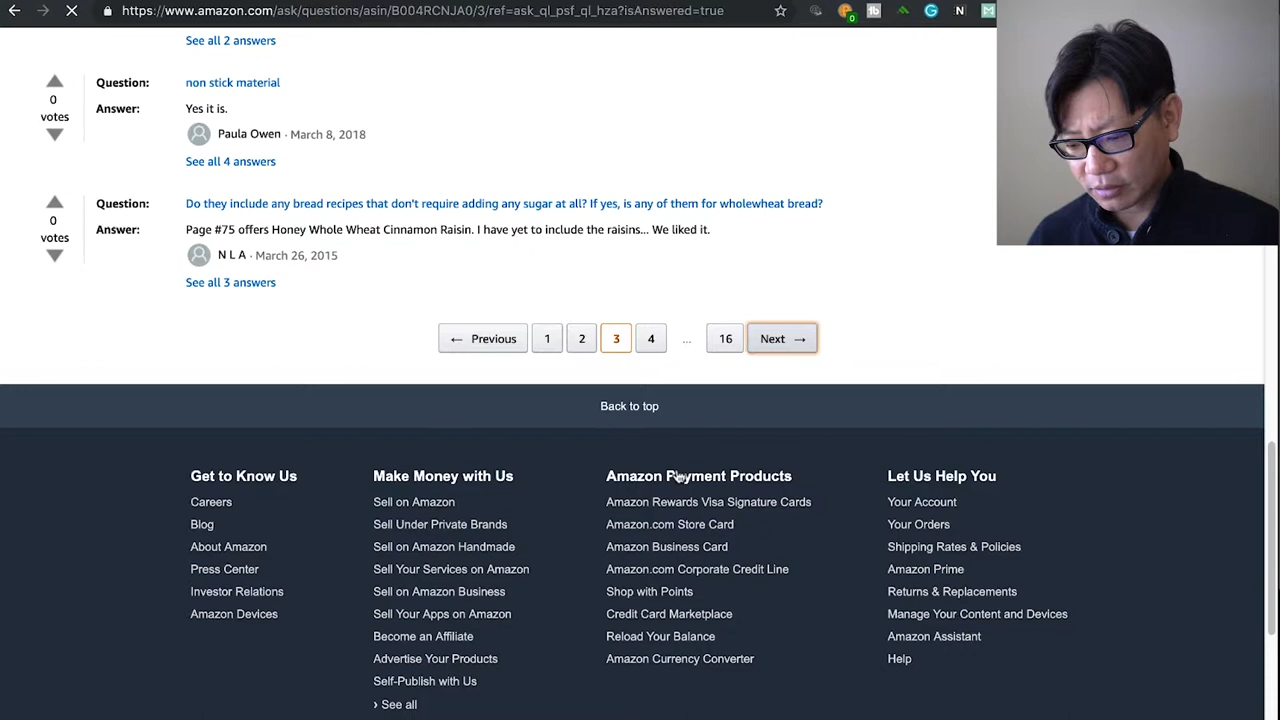 https://www.amazon.com/ask/questions/asin/B004RCNJA0/3/ref=ask_ql_psf_ql_hza?isAnswered=true
0
See all 2 answers
0
votes
Question: non stick material
Answer: Yes it is.
Paula Owen · March 8, 2018
See all 4 answers
0
votes
Question: Do they include any bread recipes that don't require adding any sugar at all? If yes, is any of them for wholewheat bread?
Answer: Page #75 offers Honey Whole Wheat Cinnamon Raisin. I have yet to include the raisins... We liked it.
N L A · March 26, 2015
See all 3 answers
← Previous 1 2 3 4 ... 16 Next →
Back to top
Get to Know Us
Careers
Blog
About Amazon
Press Center
Investor Relations
Amazon Devices
Make Money with Us
Sell on Amazon
Sell Under Private Brands
Sell on Amazon Handmade
Sell Your Services on Amazon
Sell on Amazon Business
Sell Your Apps on Amazon
Become an Affiliate
Advertise Your Products
Self-Publish with Us
› See all
Amazon Payment Products
Amazon Rewards Visa Signature Cards
Amazon.com Store Card
Amazon Business Card
Amazon.com Corporate Credit Line
Shop with Points
Credit Card Marketplace
Reload Your Balance
Amazon Currency Converter
Let Us Help You
Your Account
Your Orders
Shipping Rates & Policies
Amazon Prime
Returns & Replacements
Manage Your Content and Devices
Amazon Assistant
Help